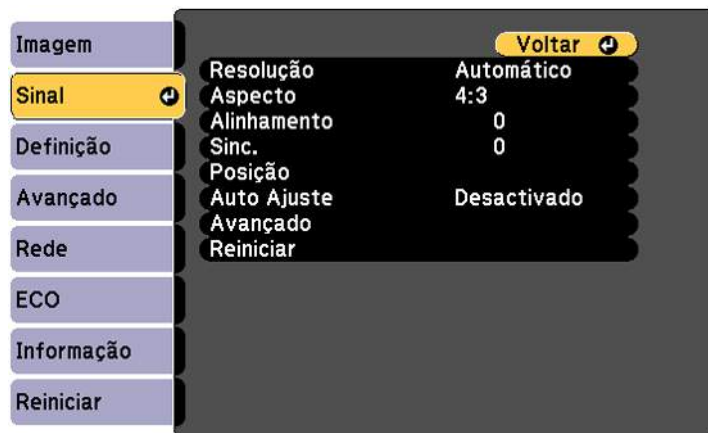 Imagem
Sinal
Definição
Avançado
Rede
ECO
Informação
Reiniciar
Voltar
Resolução Automático
Aspecto 4:3
Alinhamento 0
Sinc. 0
Posição
Auto Ajuste Desactivado
Avançado
Reiniciar